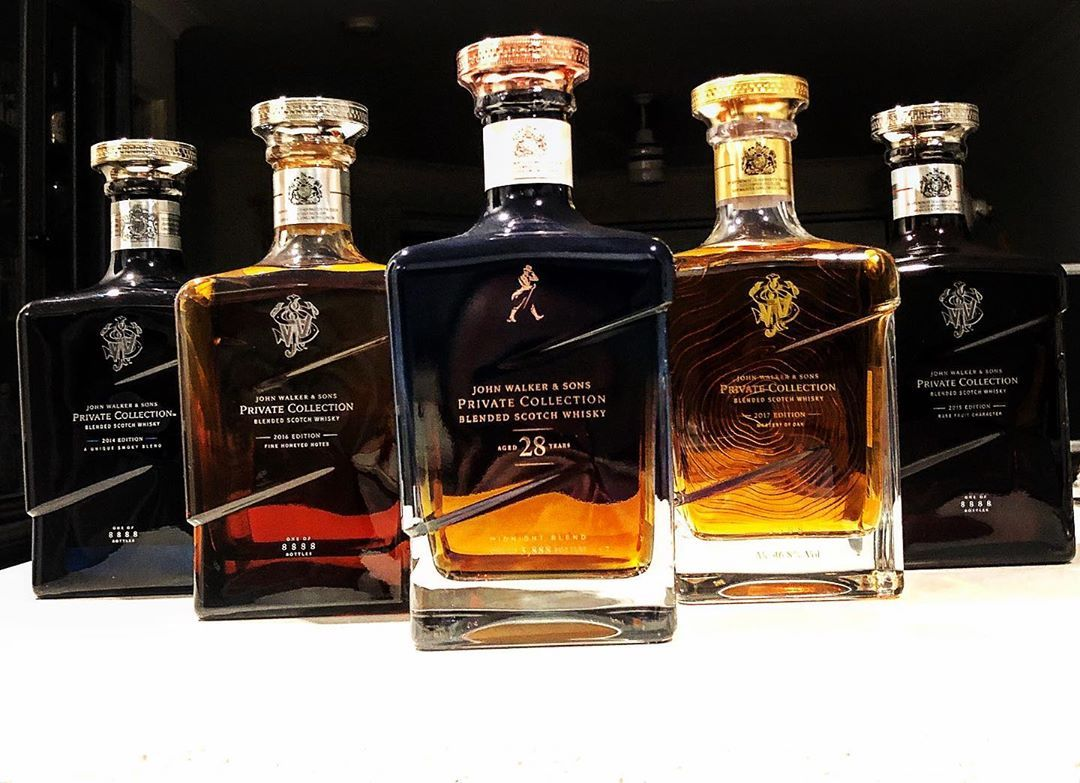 JOHN WALKER & SONS
PRIVATE COLLECTION
2014 EDITION
A UNIQUE SMOKY BLEND
ONE OF
8888
BOTTLES
JOHN WALKER & SONS
PRIVATE COLLECTION
BLENDED SCOTCH WHISKY
2016 EDITION
FINE HONEYED NOTES
ONE OF
8888
BOTTLES
JOHN WALKER & SONS
PRIVATE COLLECTION
BLENDED SCOTCH WHISKY
AGED 28 YEARS
MIDNIGHT BLEND
3,888
JOHN WALKER & SONS
PRIVATE COLLECTION
BLENDED SCOTCH WHISKY
2017 EDITION
MASTERY OF OAK
46.8% Vol
JOHN WALKER & SONS
PRIVATE COLLECTION
BLENDED SCOTCH WHISKY
2015 EDITION
RARE FRUIT CHARACTER
ONE OF
8888
BOTTLES